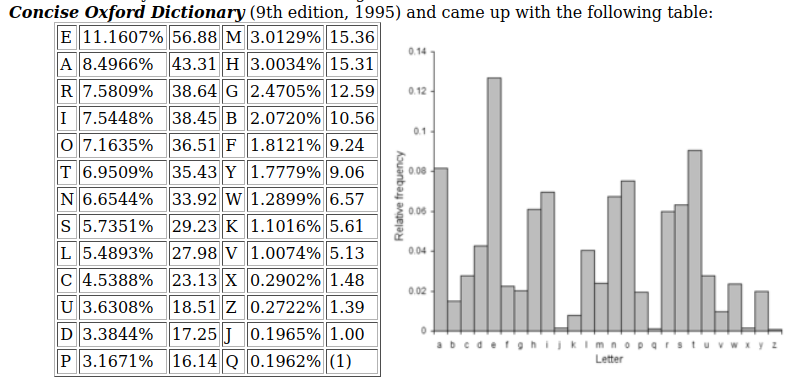 Concise Oxford Dictionary (9th edition, 1995) and came up with the following table:
E 11.1607% 56.88 M 3.0129% 15.36
A 8.4966% 43.31 H 3.0034% 15.31
R 7.5809% 38.64 G 2.4705% 12.59
I 7.5448% 38.45 B 2.0720% 10.56
O 7.1635% 36.51 F 1.8121% 9.24
T 6.9509% 35.43 Y 1.7779% 9.06
N 6.6544% 33.92 W 1.2899% 6.57
S 5.7351% 29.23 K 1.1016% 5.61
L 5.4893% 27.98 V 1.0074% 5.13
C 4.5388% 23.13 X 0.2902% 1.48
U 3.6308% 18.51 Z 0.2722% 1.39
D 3.3844% 17.25 J 0.1965% 1.00
P 3.1671% 16.14 Q 0.1962% (1)
0.14
0.12
0.1
0.08
0.06
0.04
0.02
0
Relative frequency
a b c d e f g h i j k l m n o p q r s t u v w x y z
Letter